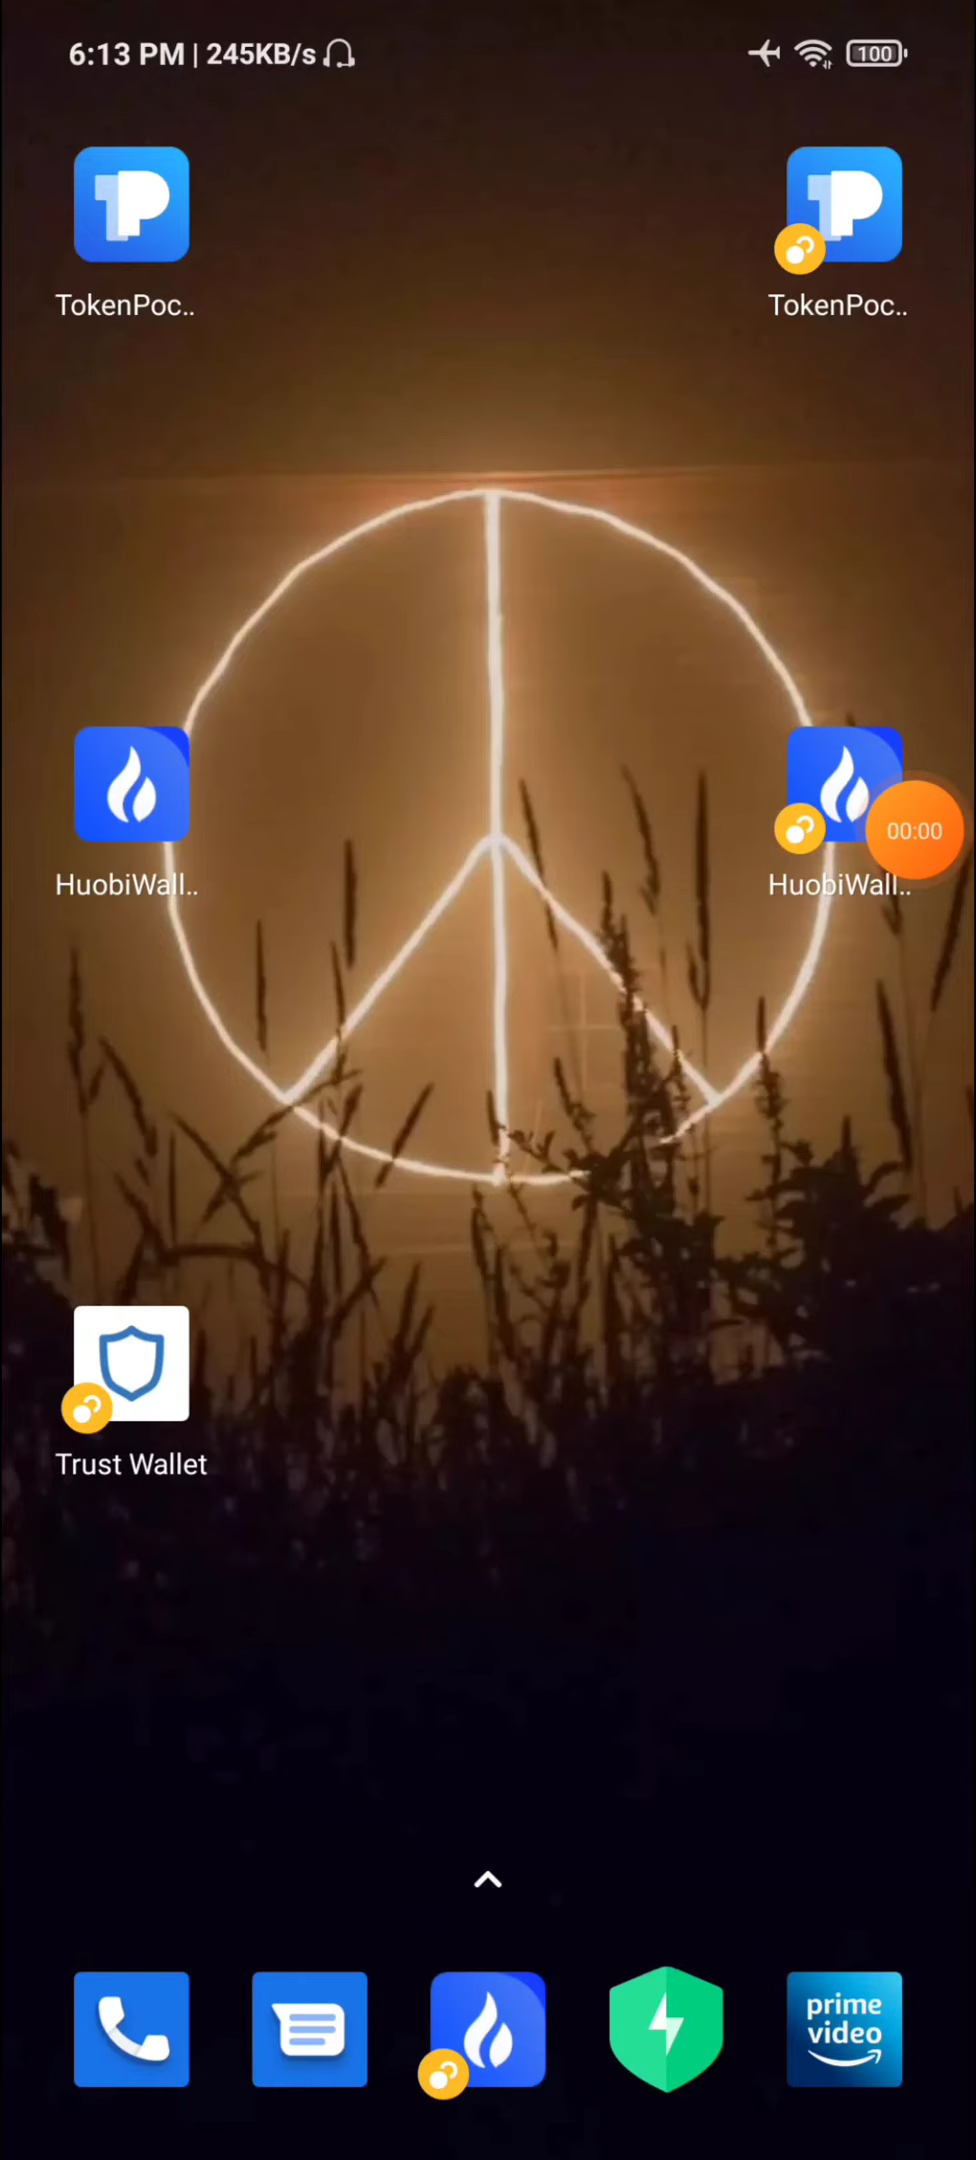 6:13 PM | 245KB/s
100
TokenPoc..
TokenPoc..
HuobiWall..
00:00
HuobiWall..
Trust Wallet
prime
video